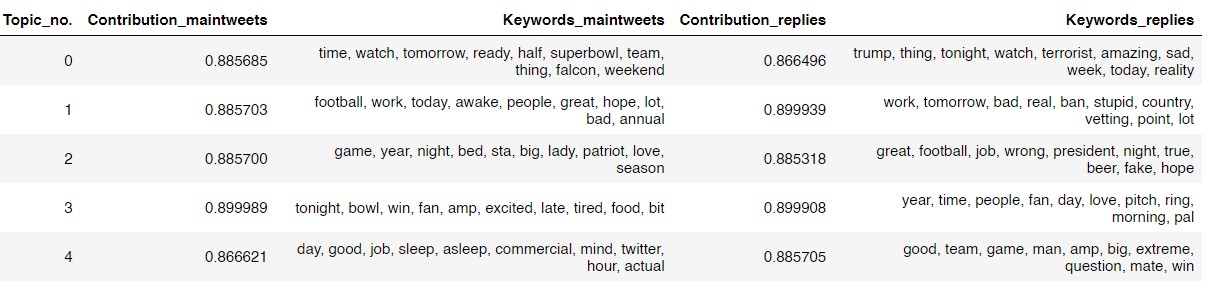 Topic_no. Contribution_maintweets Keywords_maintweets Contribution_replies Keywords_replies
0 0.885685 time, watch, tomorrow, ready, half, superbowl, team, thing, falcon, weekend 0.866496 trump, thing, tonight, watch, terrorist, amazing, sad, week, today, reality
1 0.885703 football, work, today, awake, people, great, hope, lot, bad, annual 0.899939 work, tomorrow, bad, real, ban, stupid, country, vetting, point, lot
2 0.885700 game, year, night, bed, sta, big, lady, patriot, love, season 0.885318 great, football, job, wrong, president, night, true, beer, fake, hope
3 0.899989 tonight, bowl, win, fan, amp, excited, late, tired, food, bit 0.899908 year, time, people, fan, day, love, pitch, ring, morning, pal
4 0.866621 day, good, job, sleep, asleep, commercial, mind, twitter, hour, actual 0.885705 good, team, game, man, amp, big, extreme, question, mate, win